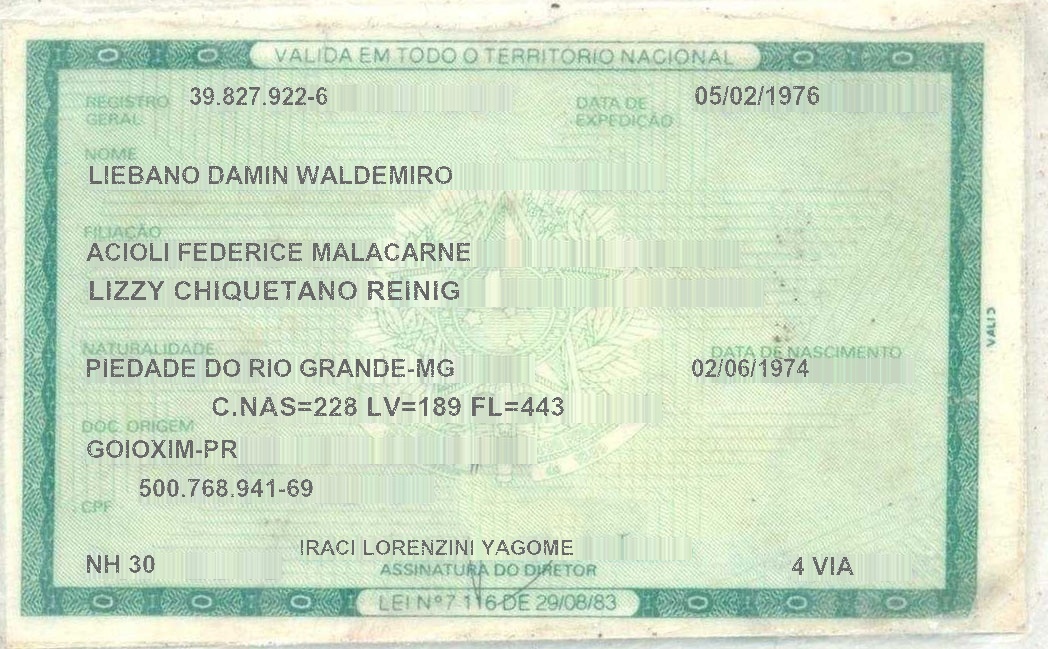 VALIDA EM TODO O TERRITORIO NACIONAL
REGISTRO GERAL 39.827.922-6 DATA DE EXPEDIÇÃO 05/02/1976
NOME
LIEBANO DAMIN WALDEMIRO
FILIAÇÃO
ACIOLI FEDERICE MALACARNE
LIZZY CHIQUETANO REINIG
NATURALIDADE DATA DE NASCIMENTO
PIEDADE DO RIO GRANDE-MG 02/06/1974
C.NAS=228 LV=189 FL=443
DOC ORIGEM
GOIOXIM-PR
500.768.941-69
CPF
IRACI LORENZINI YAGOME
NH 30 ASSINATURA DO DIRETOR 4 VIA
LEI Nº 7 116 DE 29/08/83